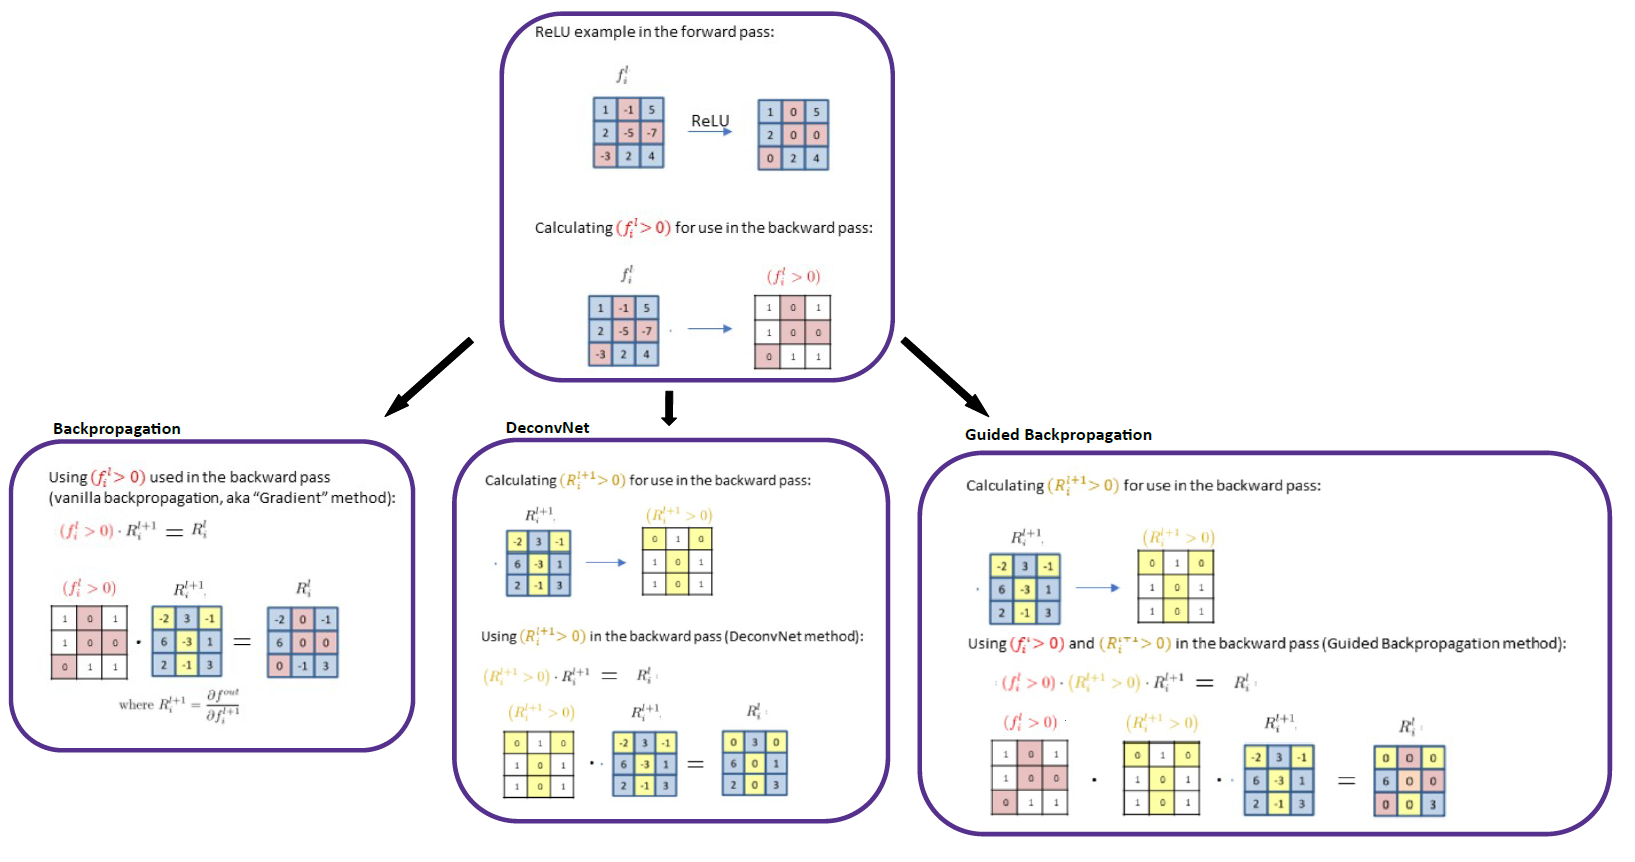 ReLU example in the forward pass:
f_i^l
1 -1 5
2 -5 -7
-3 2 4
ReLU
1 0 5
2 0 0
0 2 4
Calculating (f_i^l > 0) for use in the backward pass:
f_i^l
(f_i^l > 0)
1 -1 5
2 -5 -7
-3 2 4
1 0 1
1 0 0
0 1 1
Backpropagation
Using (f_i^l > 0) used in the backward pass
(vanilla backpropagation, aka “Gradient” method):
(f_i^l > 0) · R_i^{l+1} = R_i^l
(f_i^l > 0)
R_i^{l+1}
R_i^l
1 0 1
1 0 0
0 1 1
·
-2 3 -1
6 -3 1
2 -1 3
=
-2 0 -1
6 0 0
0 -1 3
where R_i^{l+1} = ∂f^{out} / ∂f_i^{l+1}
DeconvNet
Calculating (R_i^{l+1} > 0) for use in the backward pass:
R_i^{l+1}
(R_i^{l+1} > 0)
-2 3 -1
6 -3 1
2 -1 3
0 1 0
1 0 1
1 0 1
Using (R_i^{l+1} > 0) in the backward pass (DeconvNet method):
(R_i^{l+1} > 0) · R_i^{l+1} = R_i^l
(R_i^{l+1} > 0)
R_i^{l+1}
R_i^l
0 1 0
1 0 1
1 0 1
·
-2 3 -1
6 -3 1
2 -1 3
=
0 3 0
6 0 1
2 0 3
Guided Backpropagation
Calculating (R_i^{l+1} > 0) for use in the backward pass:
R_i^{l+1}
(R_i^{l+1} > 0)
-2 3 -1
6 -3 1
2 -1 3
0 1 0
1 0 1
1 0 1
Using (f_i^l > 0) and (R_i^{l+1} > 0) in the backward pass (Guided Backpropagation method):
(f_i^l > 0) · (R_i^{l+1} > 0) · R_i^{l+1} = R_i^l
(f_i^l > 0)
(R_i^{l+1} > 0)
R_i^{l+1}
R_i^l
1 0 1
1 0 0
0 1 1
·
0 1 0
1 0 1
1 0 1
·
-2 3 -1
6 -3 1
2 -1 3
=
0 0 0
6 0 0
0 0 3